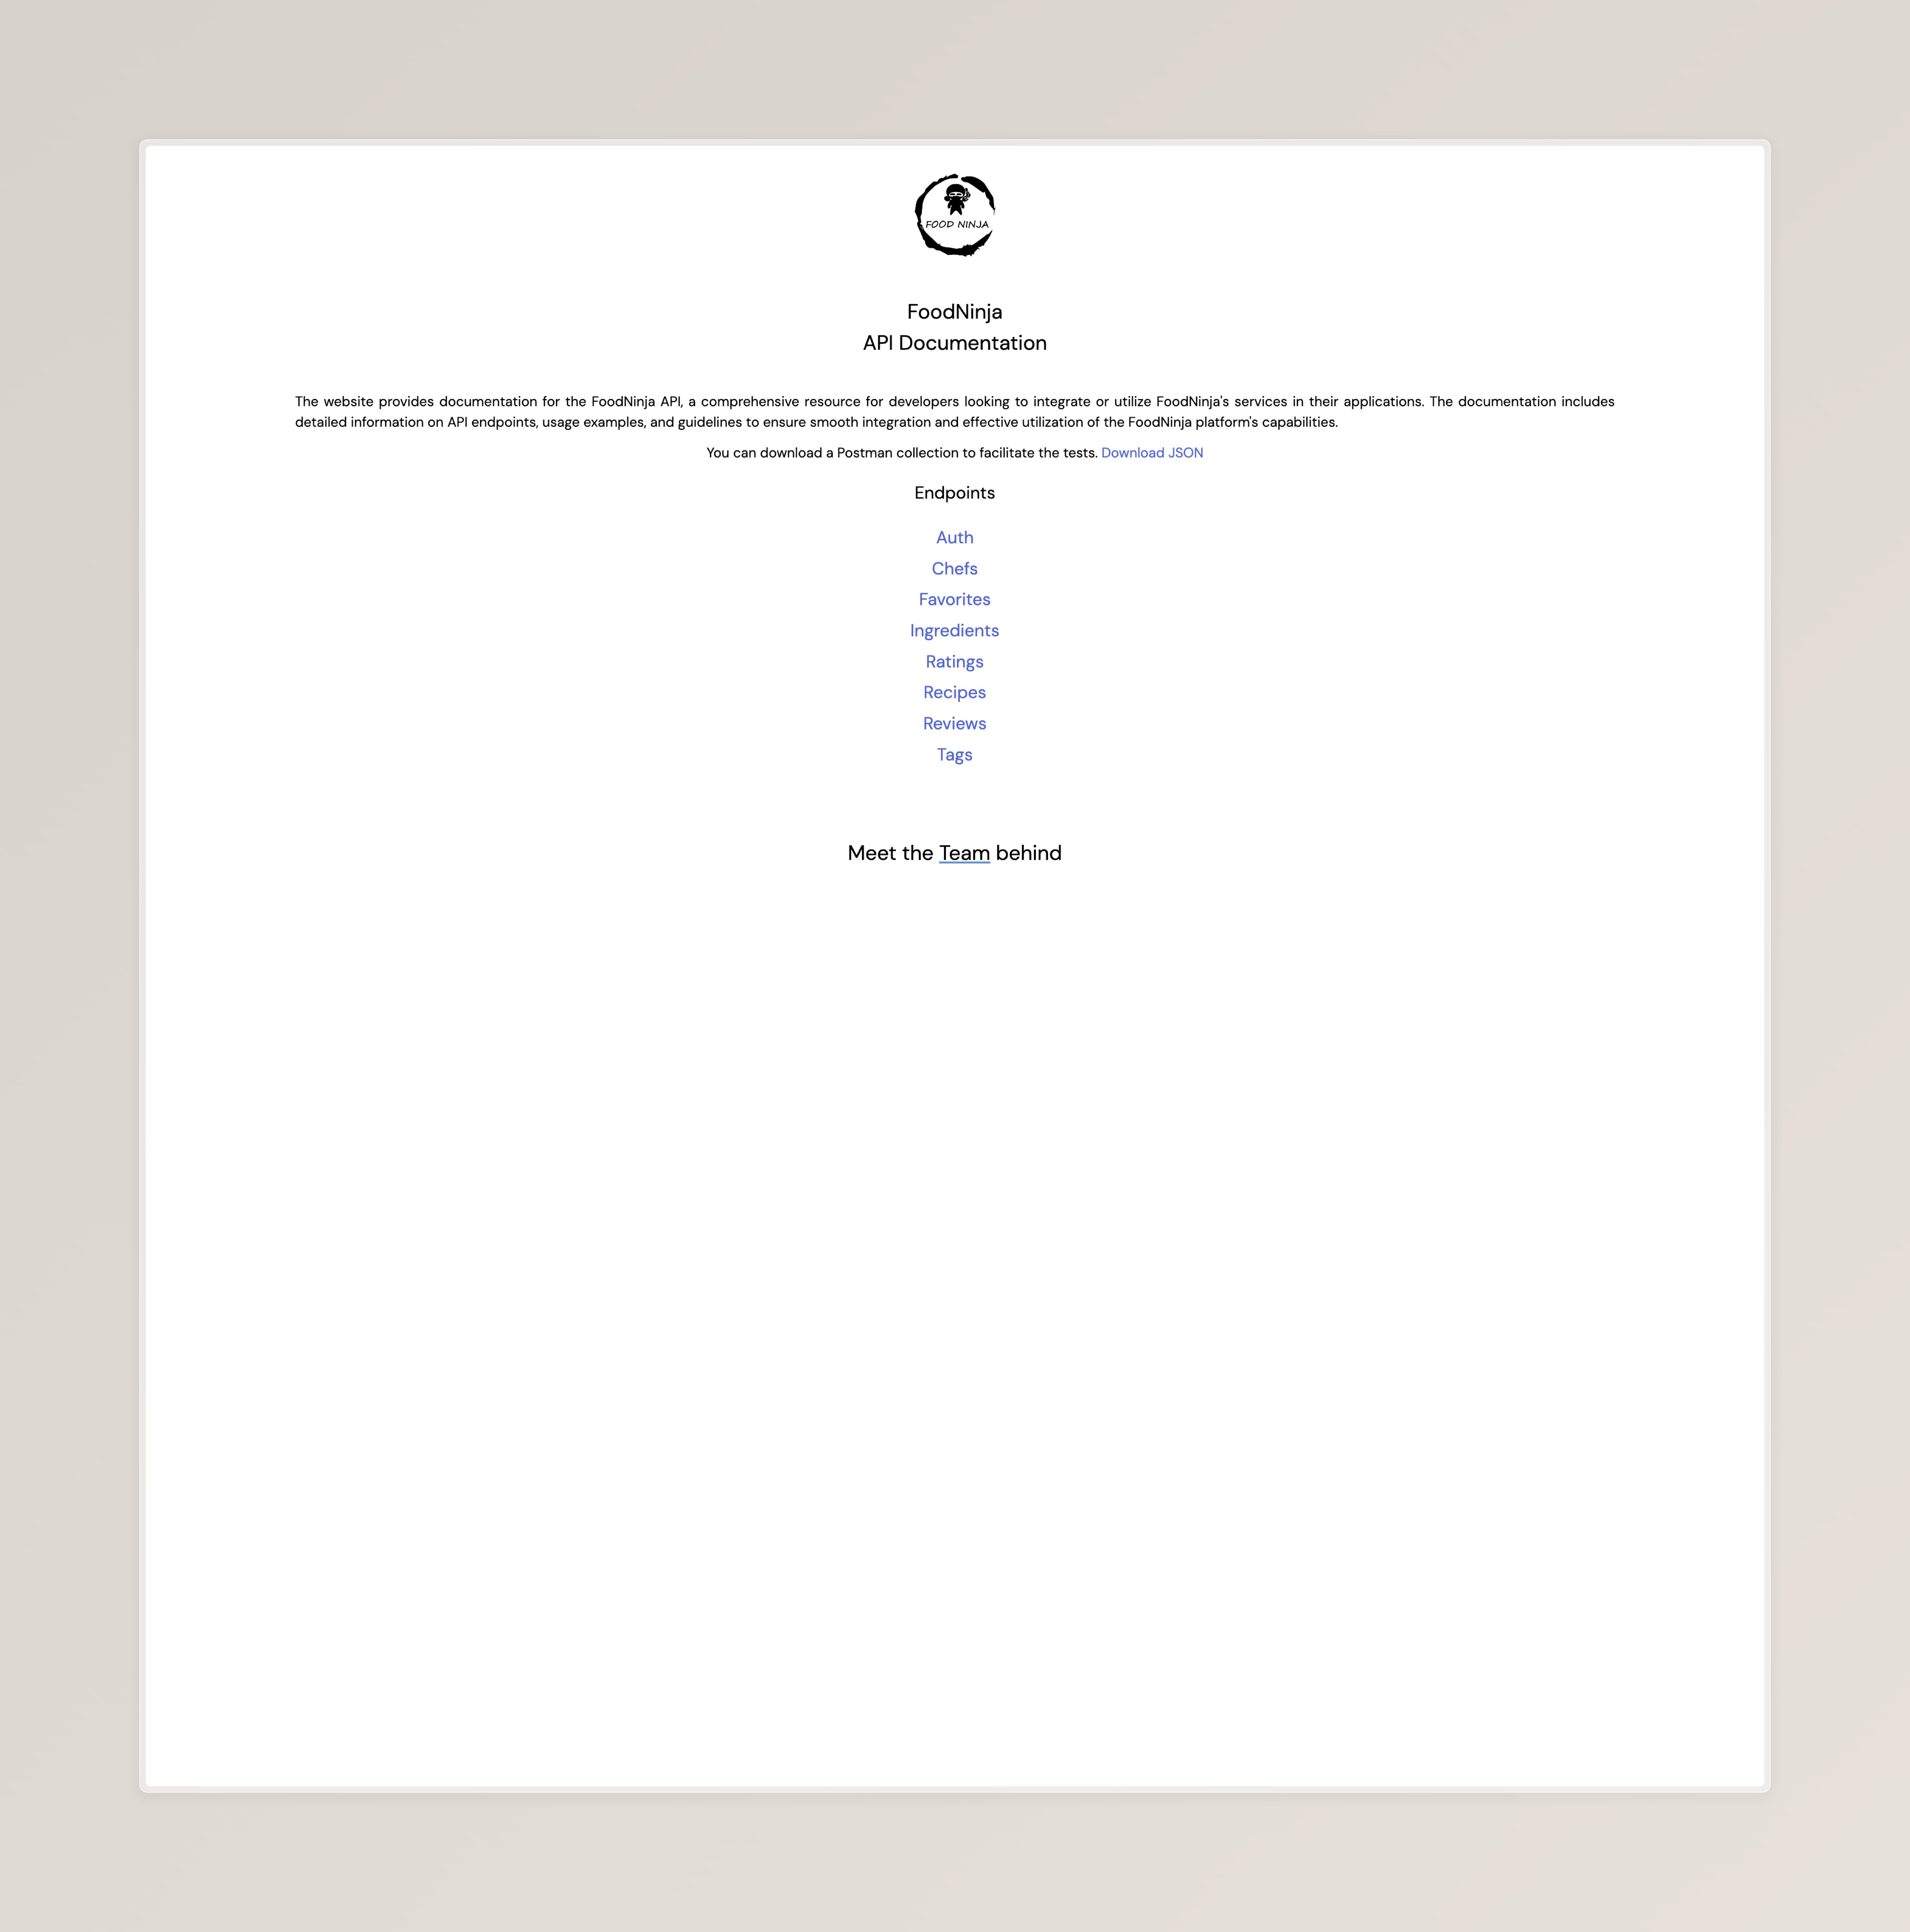 FOOD NINJA
FoodNinja
API Documentation
The website provides documentation for the FoodNinja API, a comprehensive resource for developers looking to integrate or utilize FoodNinja's services in their applications. The documentation includes
detailed information on API endpoints, usage examples, and guidelines to ensure smooth integration and effective utilization of the FoodNinja platform's capabilities.
You can download a Postman collection to facilitate the tests. Download JSON
Endpoints
Auth
Chefs
Favorites
Ingredients
Ratings
Recipes
Reviews
Tags
Meet the Team behind